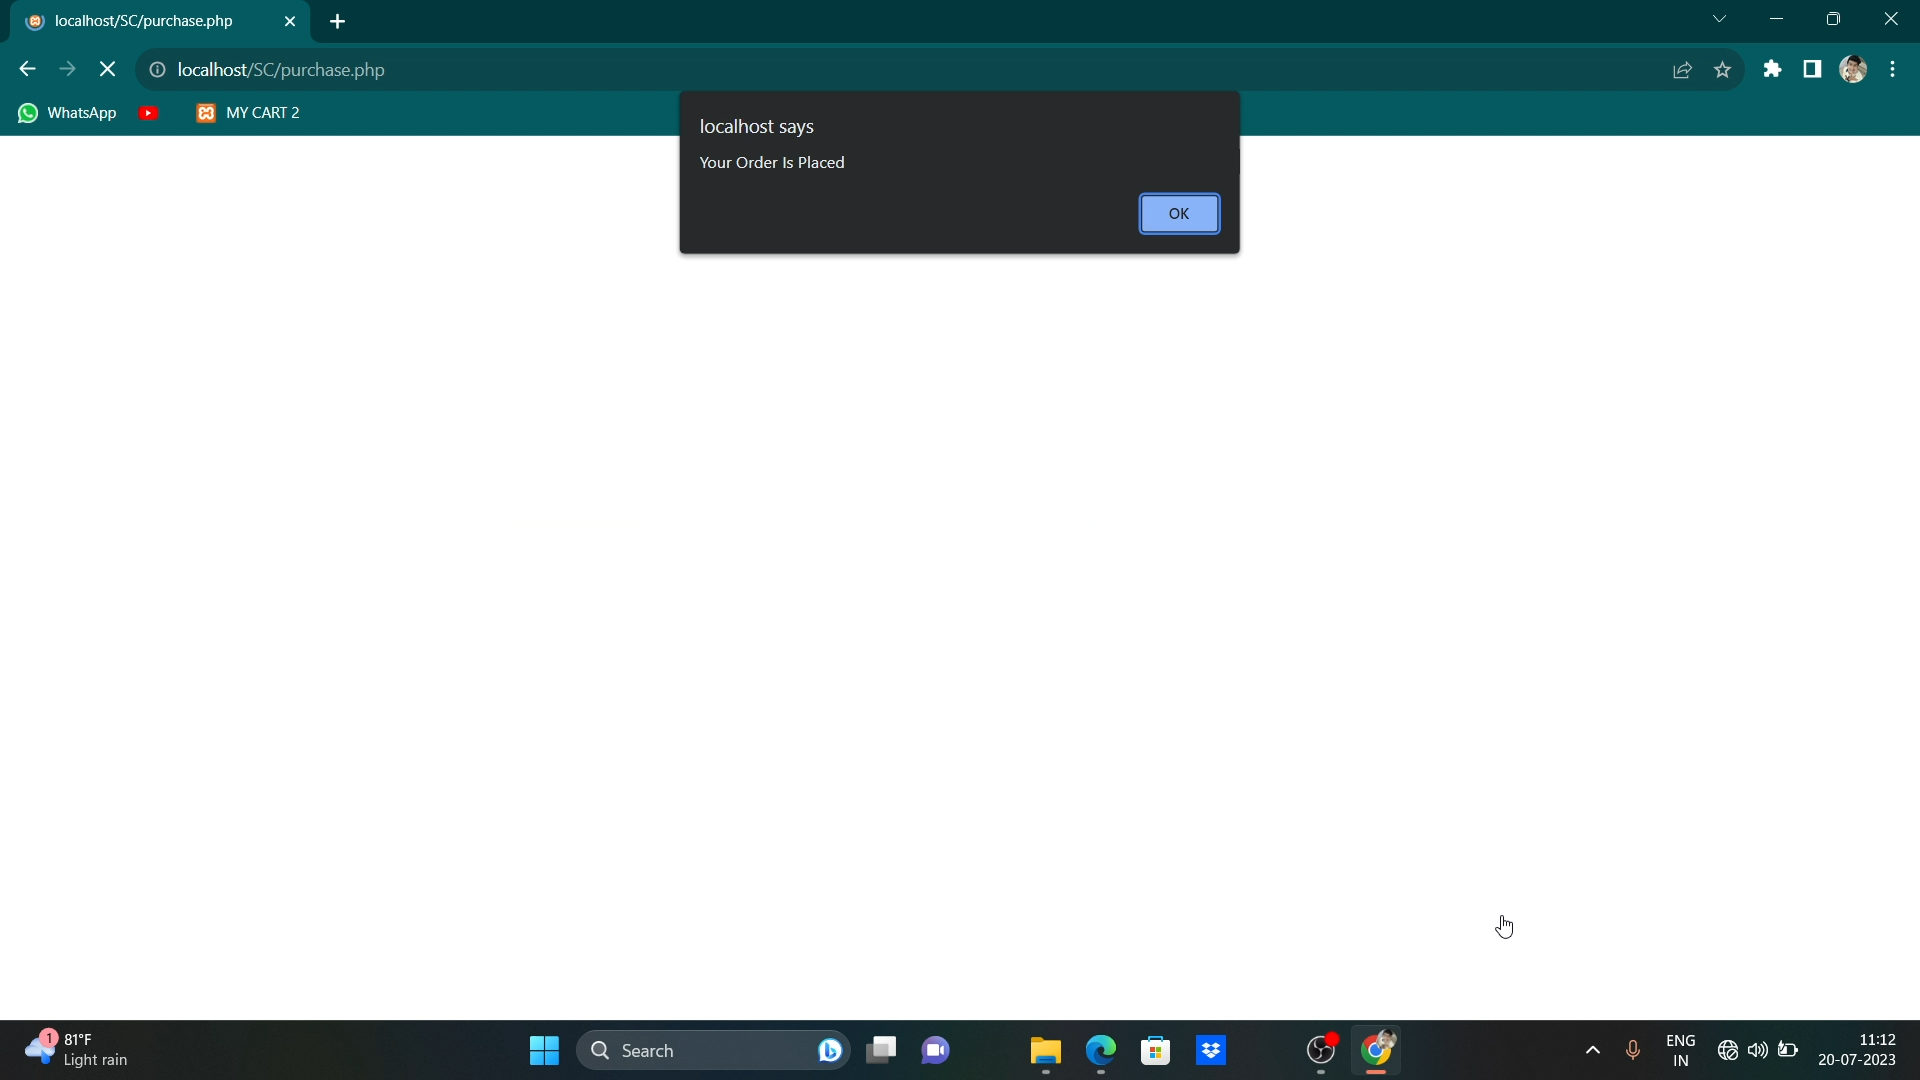 localhost/SC/purchase.php
localhost/SC/purchase.php
WhatsApp
MY CART 2
localhost says
Your Order Is Placed
OK
1
81°F
Light rain
Search
ENG
IN
11:12
20-07-2023